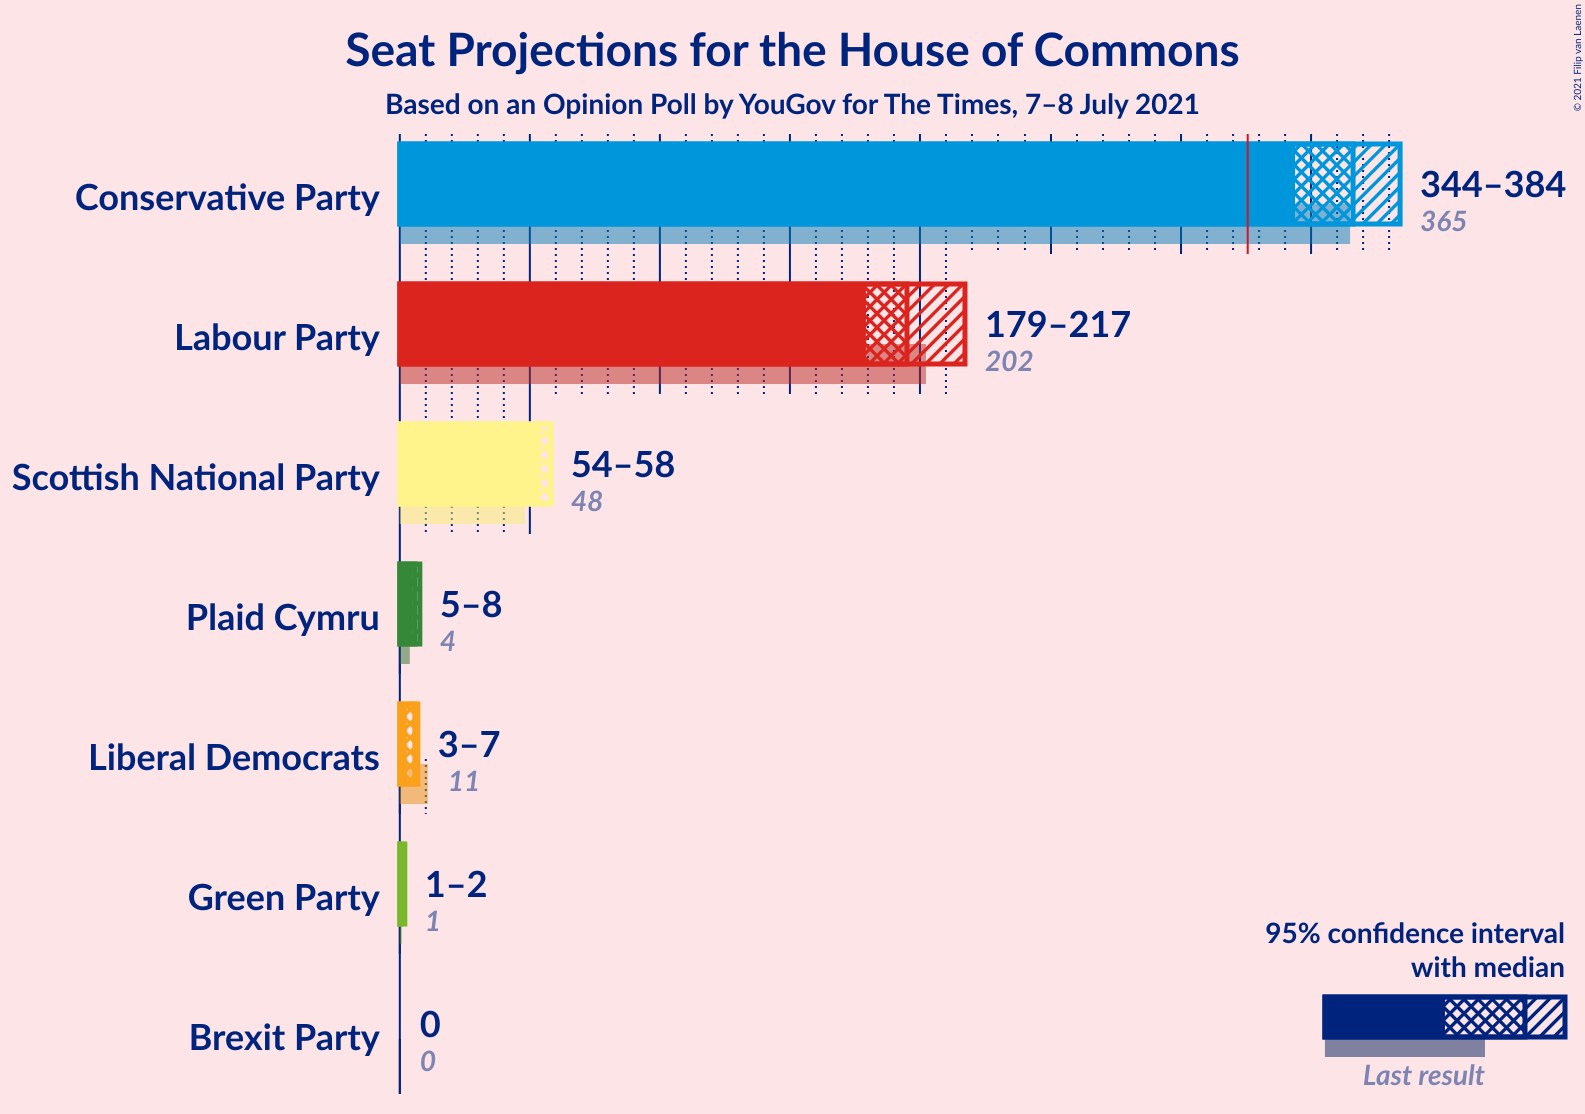 Seat Projections for the House of Commons
Based on an Opinion Poll by YouGov for The Times, 7–8 July 2021
© 2021 Filip van Laenen
Conservative Party
344–384
365
Labour Party
179–217
202
Scottish National Party
54–58
48
Plaid Cymru
5–8
4
Liberal Democrats
3–7
11
Green Party
1–2
1
Brexit Party
0
0
95% confidence interval
with median
Last result